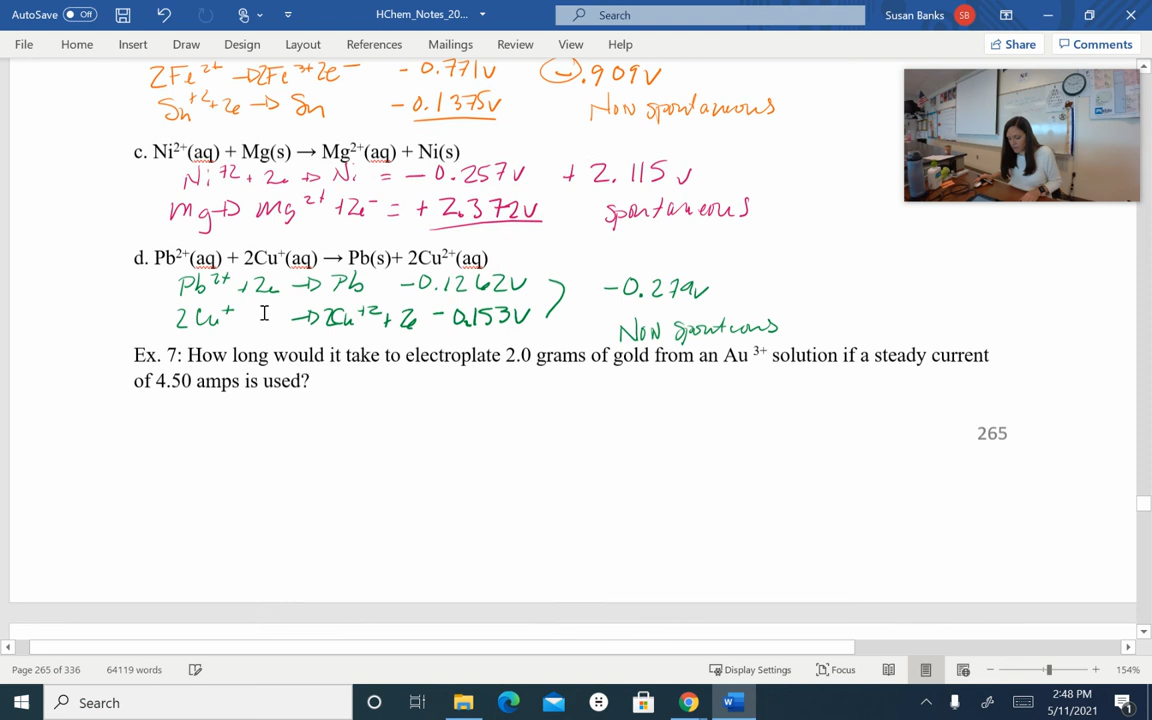 AutoSave Off HChem_Notes_20... Search Susan Banks SB
File Home Insert Draw Design Layout References Mailings Review View Help Share Comments
2Fe2+ → 2Fe3+ 2e− − 0.771v −.909V
Sn+2 + 2e → Sn − 0.1375v Non spontaneous
c. Ni2+(aq) + Mg(s) → Mg2+(aq) + Ni(s)
Ni+2 + 2e → Ni = − 0.257V + 2.115 v
Mg → Mg2+ + 2e− = + 2.372V spontaneous
d. Pb2+(aq) + 2Cu+(aq) → Pb(s)+ 2Cu2+(aq)
Pb2+ + 2e → Pb −0.1262V −0.279V
2Cu+ → 2Cu+2 + 2e − 0.153V
Non
Ex. 7: How long would it take to electroplate 2.0 grams of gold from an Au 3+ solution if a steady current
of 4.50 amps is used?
265
Page 265 of 336 64119 words Display Settings Focus 154%
Search 2:48 PM
5/11/2021 1